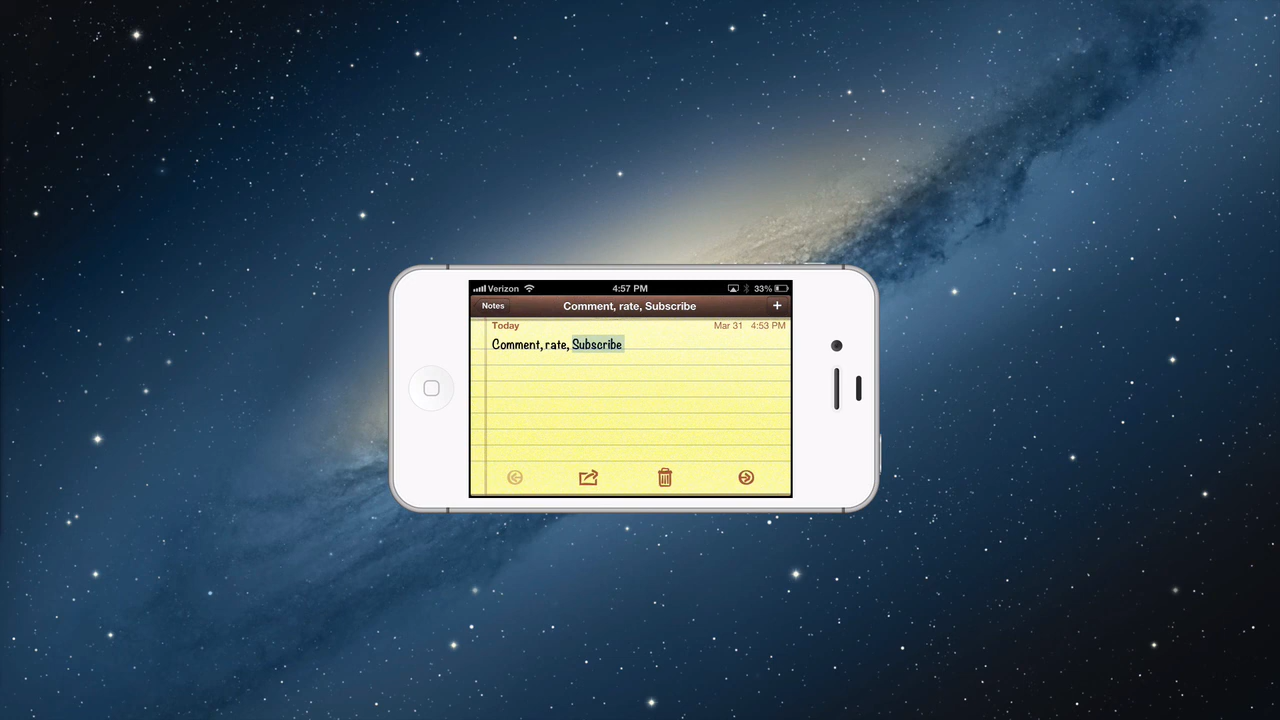 Verizon 4:57 PM 33%
Notes Comment, rate, Subscribe +
Today Mar 31 4:53 PM
Comment, rate, Subscribe